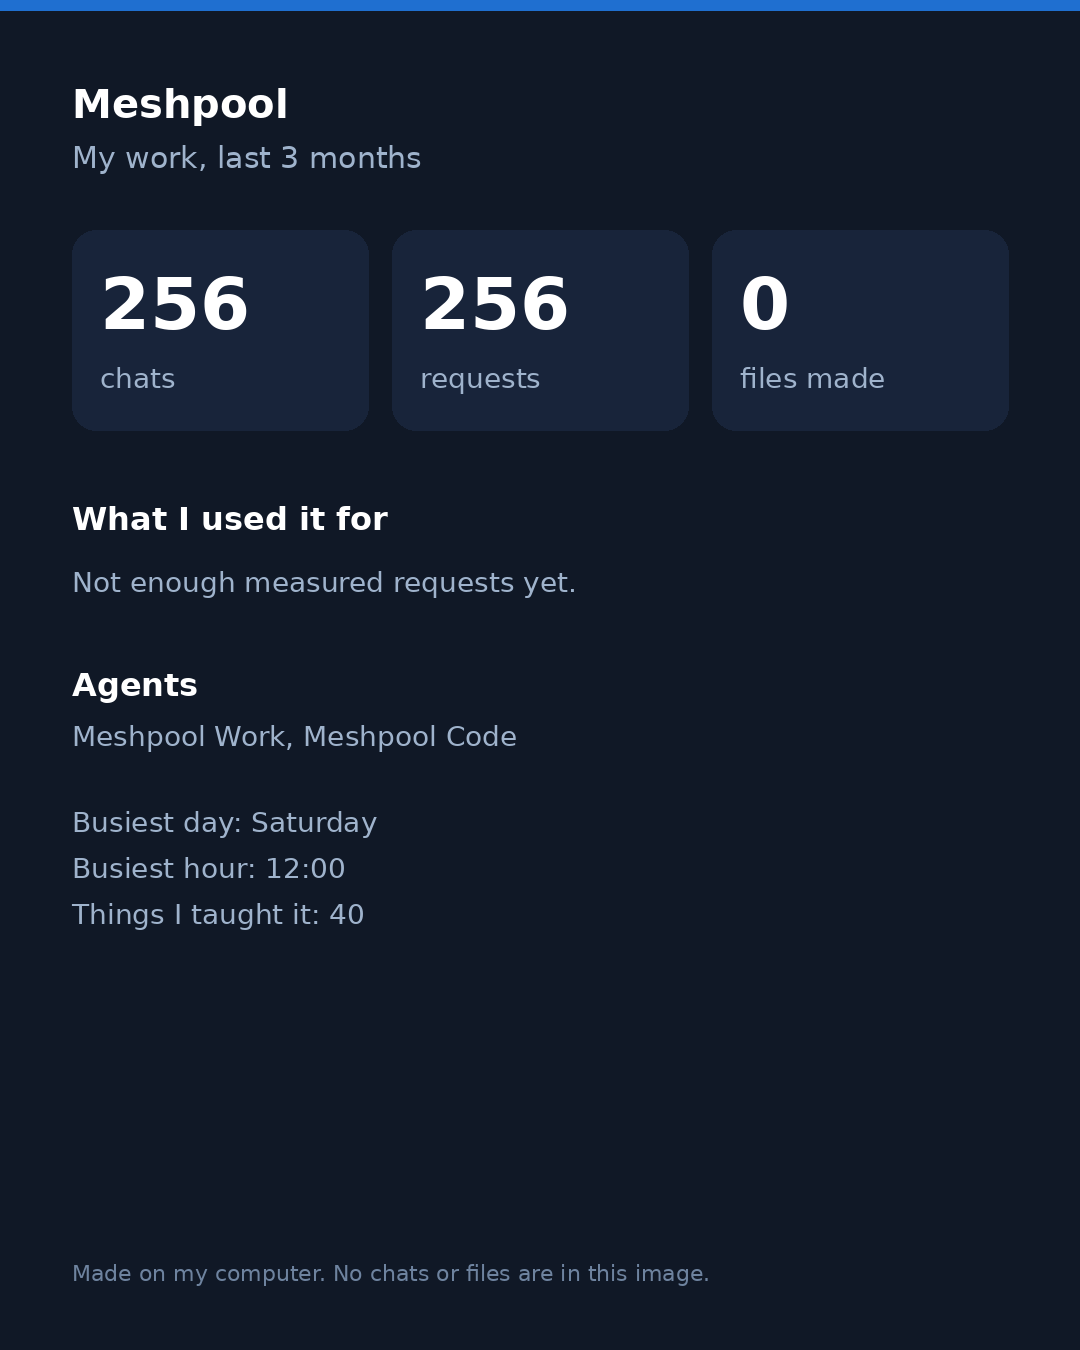 Meshpool
My work, last 3 months
256
chats
256
requests
0
files made
What I used it for
Not enough measured requests yet.
Agents
Meshpool Work, Meshpool Code
Busiest day: Saturday
Busiest hour: 12:00
Things I taught it: 40
Made on my computer. No chats or files are in this image.